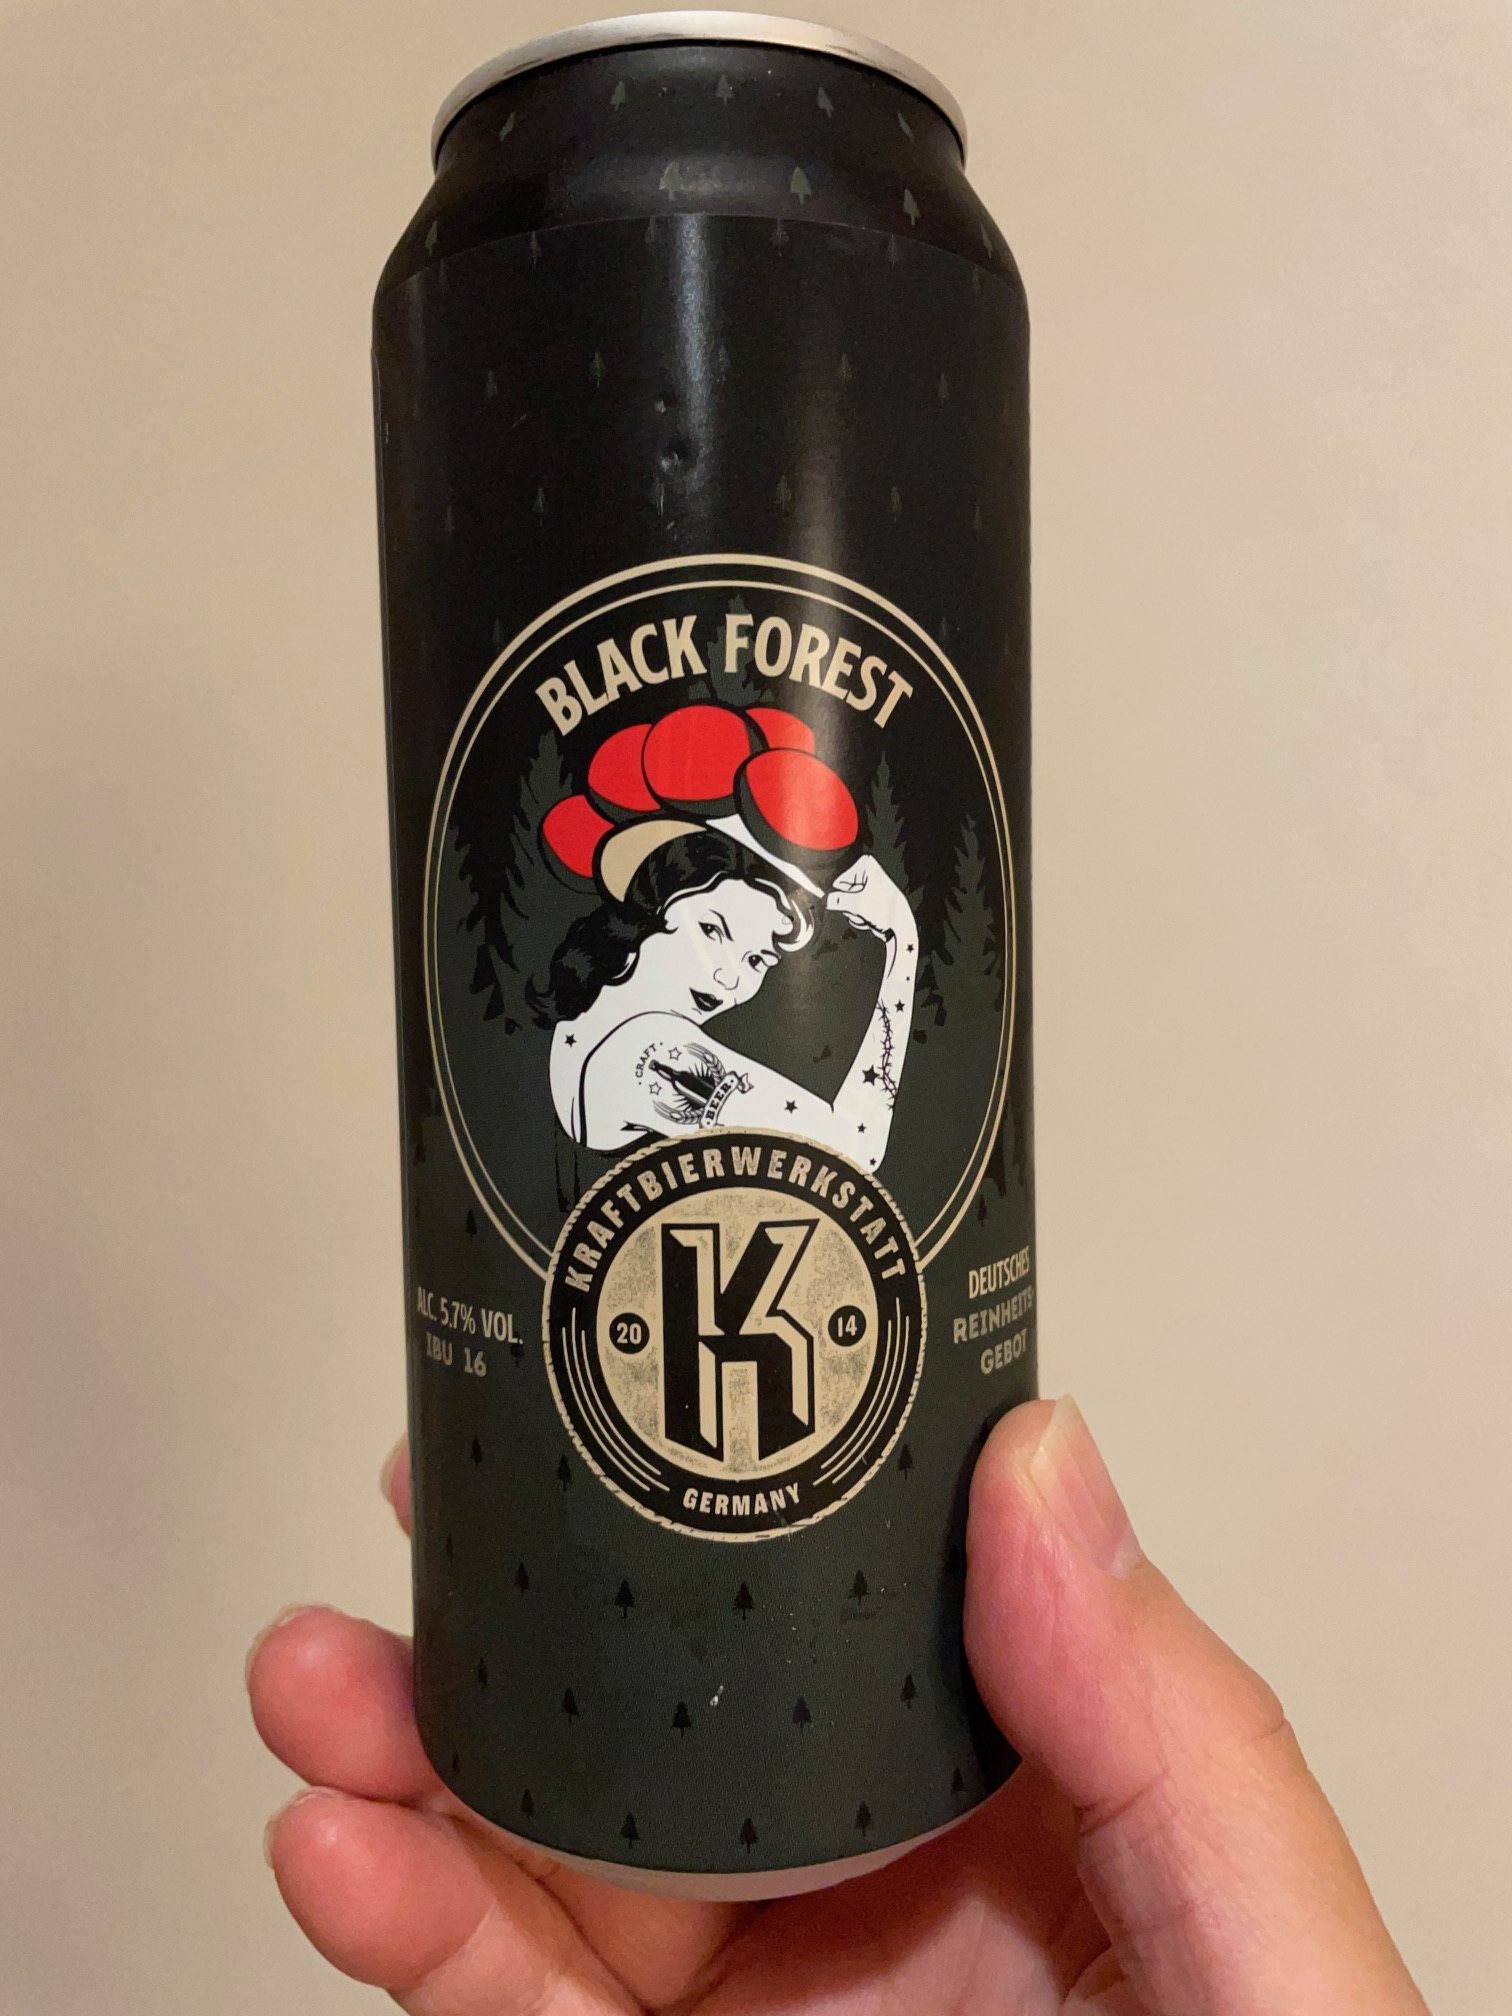 BLACK FOREST
· CRAFT ·
· BEER ·
KRAFTBIERWERKSTATT
20 K 14
GERMANY
ALC. 5.7% VOL.
IBU 16
DEUTSCHES
REINHEITS-
GEBOT